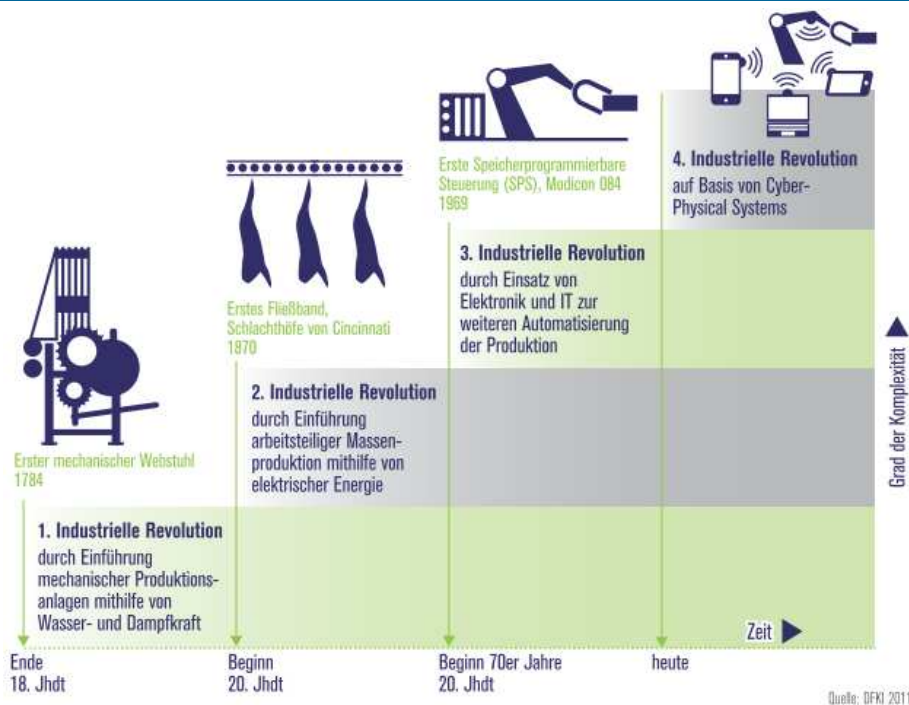 Erste Speicherprogrammierbare
Steuerung (SPS), Modicon 084
1969
4. Industrielle Revolution
auf Basis von Cyber-
Physical Systems
3. Industrielle Revolution
durch Einsatz von
Elektronik und IT zur
weiteren Automatisierung
der Produktion
Erstes Fließband,
Schlachthöfe von Cincinnati
1870
2. Industrielle Revolution
durch Einführung
arbeitsteiliger Massen-
produktion mithilfe von
elektrischer Energie
Erster mechanischer Webstuhl
1784
1. Industrielle Revolution
durch Einführung
mechanischer Produktions-
anlagen mithilfe von
Wasser- und Dampfkraft
Grad der Komplexität
Zeit
Ende
18. Jhdt
Beginn
20. Jhdt
Beginn 70er Jahre
20. Jhdt
heute
Quelle: DFKI 2011